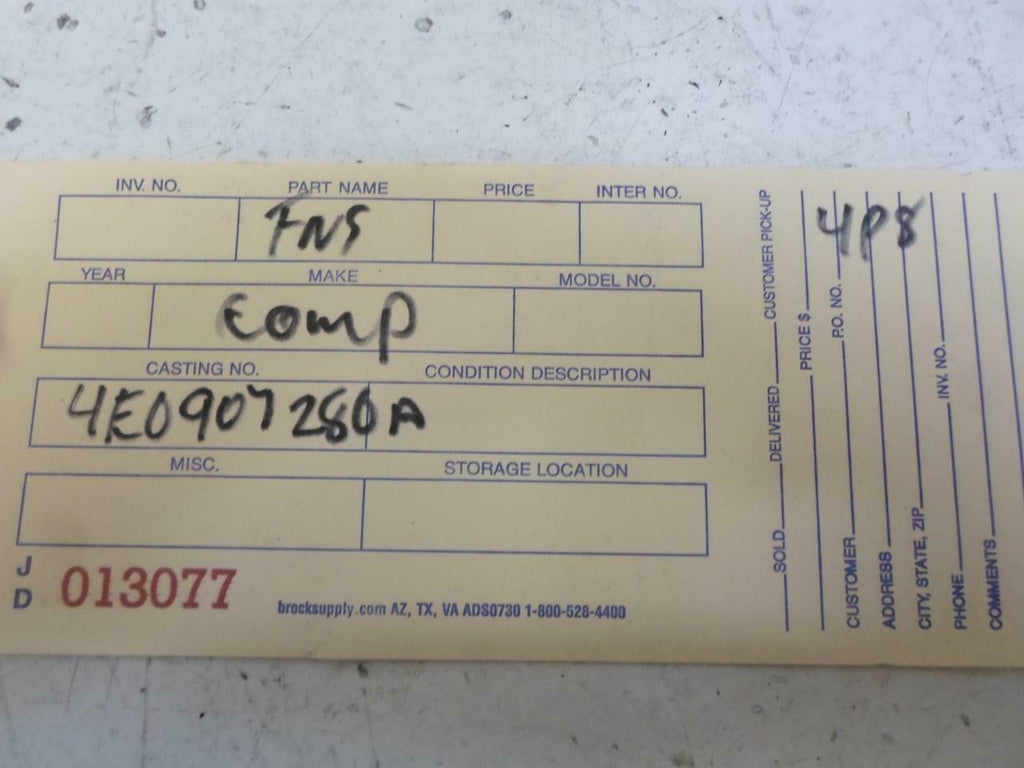 INV. NO. PART NAME PRICE INTER NO.
FNS
YEAR MAKE MODEL NO.
comp
CASTING NO. CONDITION DESCRIPTION
4E0907280A
MISC. STORAGE LOCATION
J D 013077
brocksupply.com AZ, TX, VA ADS0730 1-800-528-4400
SOLD DELIVERED CUSTOMER PICK-UP
PRICE $
CUSTOMER P.O. NO.
ADDRESS
CITY, STATE, ZIP
PHONE INV. NO.
COMMENTS
4P8